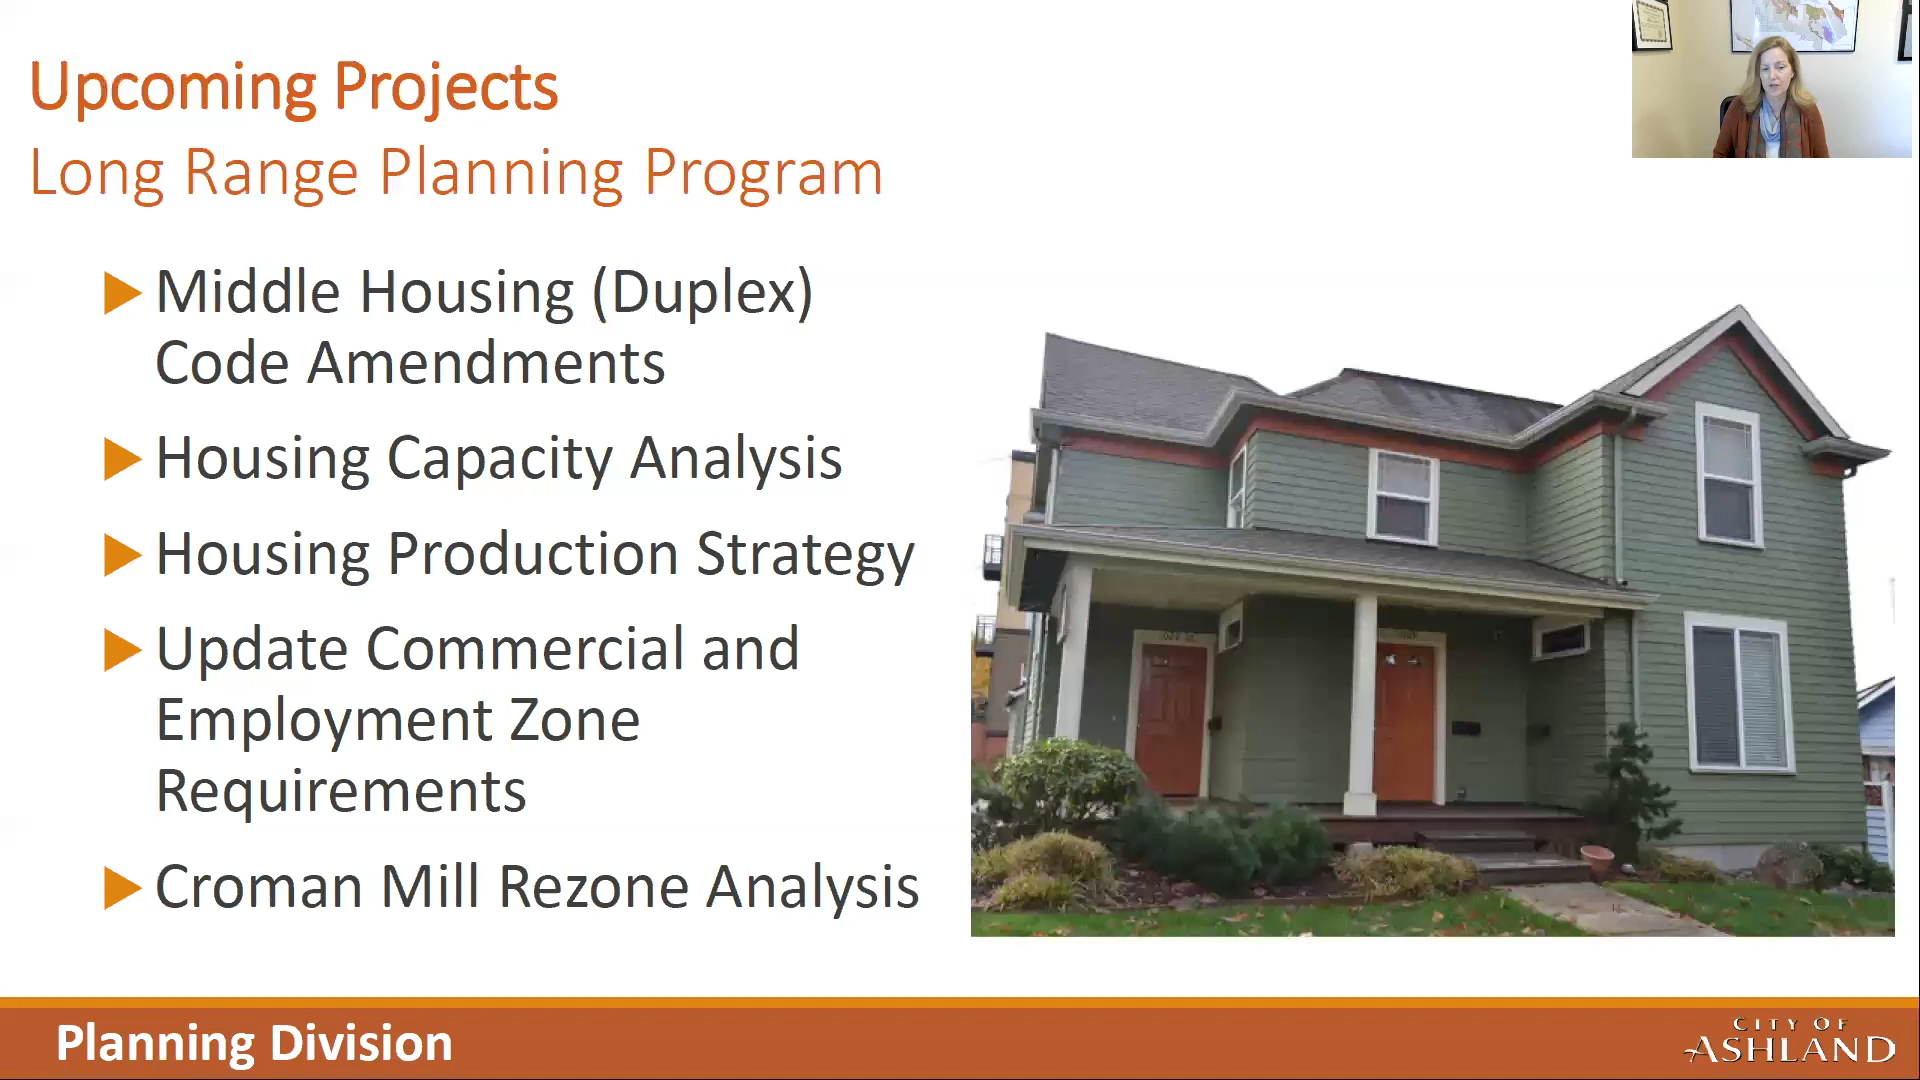 Upcoming Projects
Long Range Planning Program
Middle Housing (Duplex)
Code Amendments
Housing Capacity Analysis
Housing Production Strategy
Update Commercial and
Employment Zone
Requirements
Croman Mill Rezone Analysis
Planning Division
CITY OF
ASHLAND